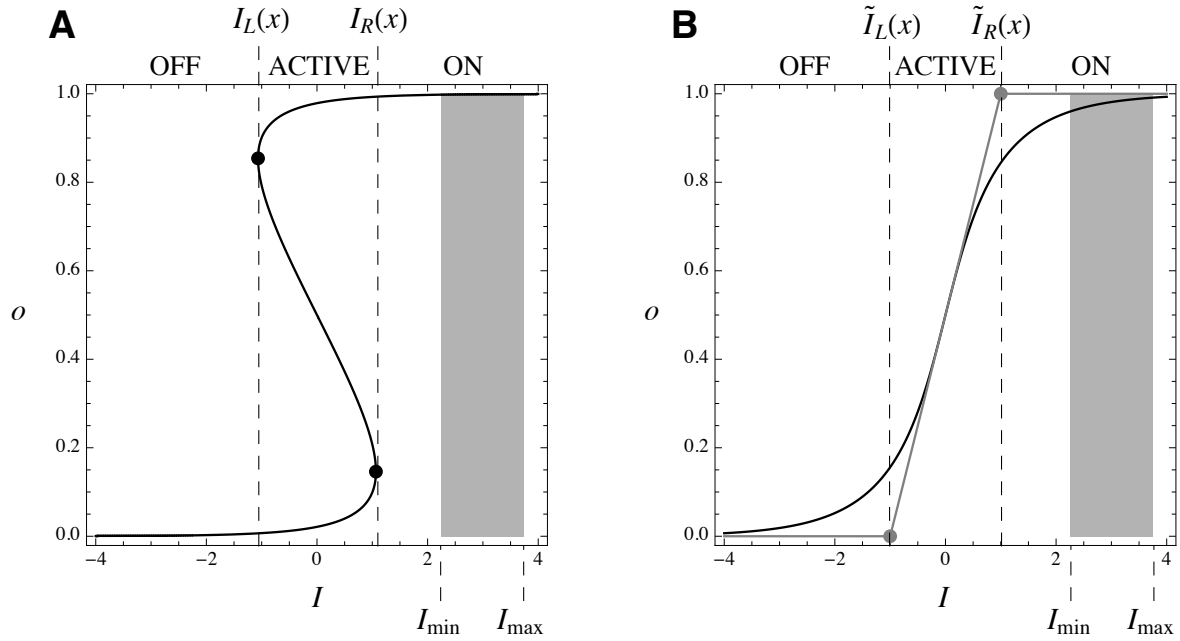 A
I_L(x) I_R(x)
OFF ACTIVE ON
1.0
0.8
0.6
o
0.4
0.2
0.0
−4 −2 0 2 4
I
I_min I_max
B
Ĩ_L(x) Ĩ_R(x)
OFF ACTIVE ON
1.0
0.8
0.6
o
0.4
0.2
0.0
−4 −2 0 2 4
I
I_min I_max